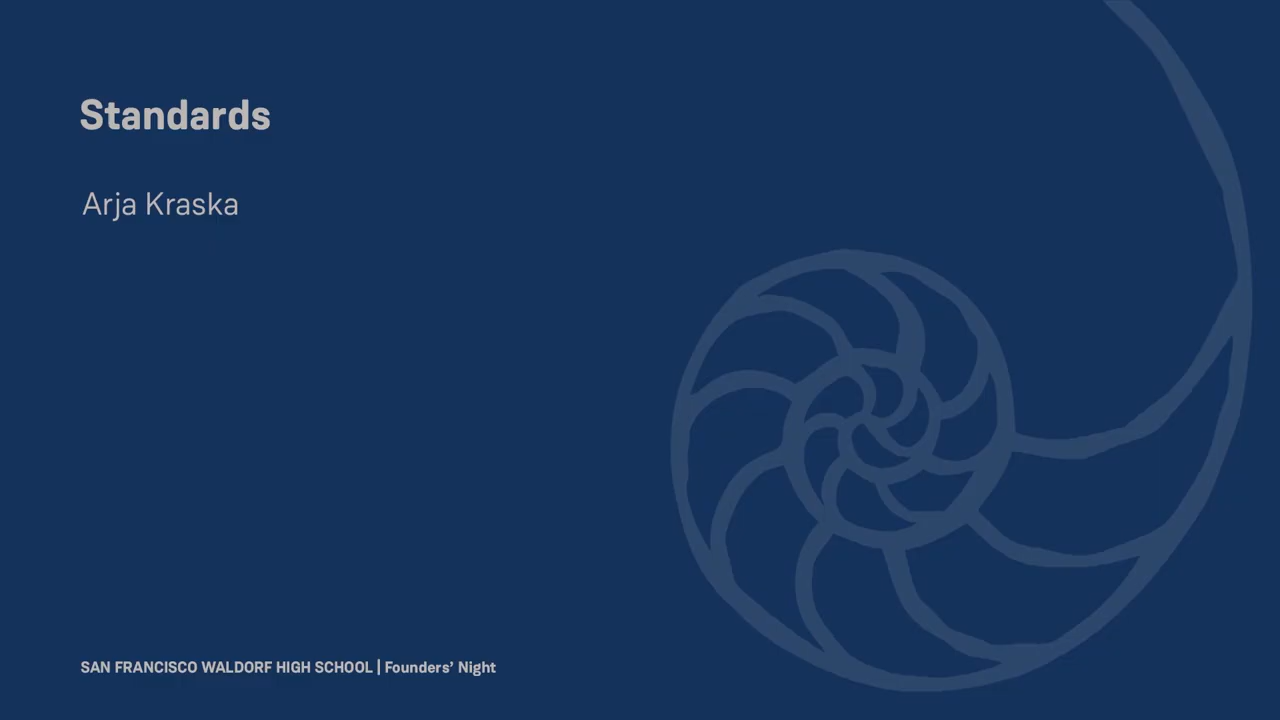 Standards
Arja Kraska
SAN FRANCISCO WALDORF HIGH SCHOOL | Founders’ Night